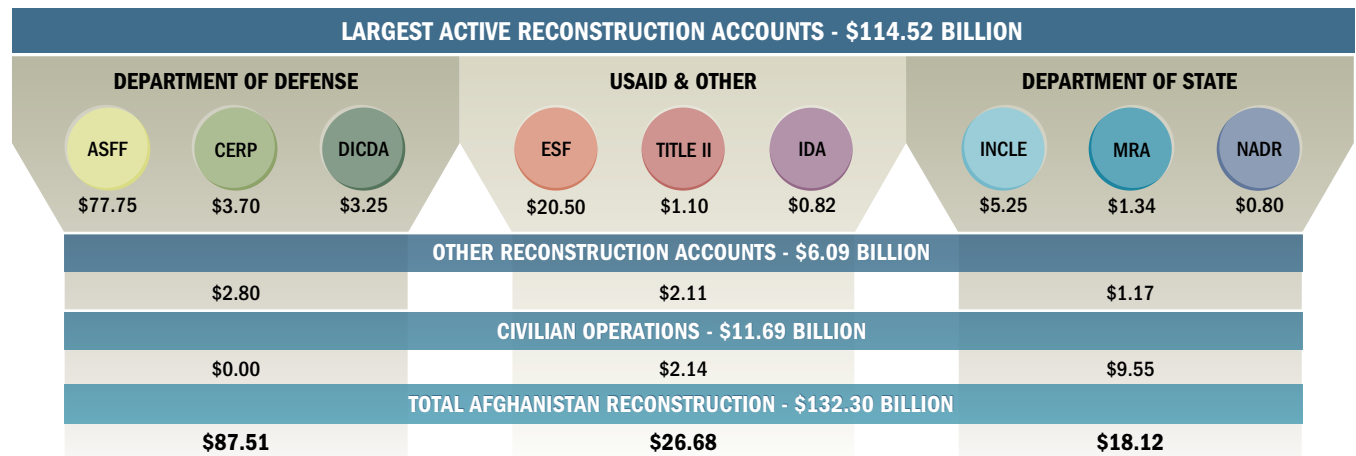 LARGEST ACTIVE RECONSTRUCTION ACCOUNTS - $114.52 BILLION
DEPARTMENT OF DEFENSE
ASFF CERP DICDA
$77.75 $3.70 $3.25
USAID & OTHER
ESF TITLE II IDA
$20.50 $1.10 $0.82
DEPARTMENT OF STATE
INCLE MRA NADR
$5.25 $1.34 $0.80
OTHER RECONSTRUCTION ACCOUNTS - $6.09 BILLION
$2.80 $2.11 $1.17
CIVILIAN OPERATIONS - $11.69 BILLION
$0.00 $2.14 $9.55
TOTAL AFGHANISTAN RECONSTRUCTION - $132.30 BILLION
$87.51 $26.68 $18.12